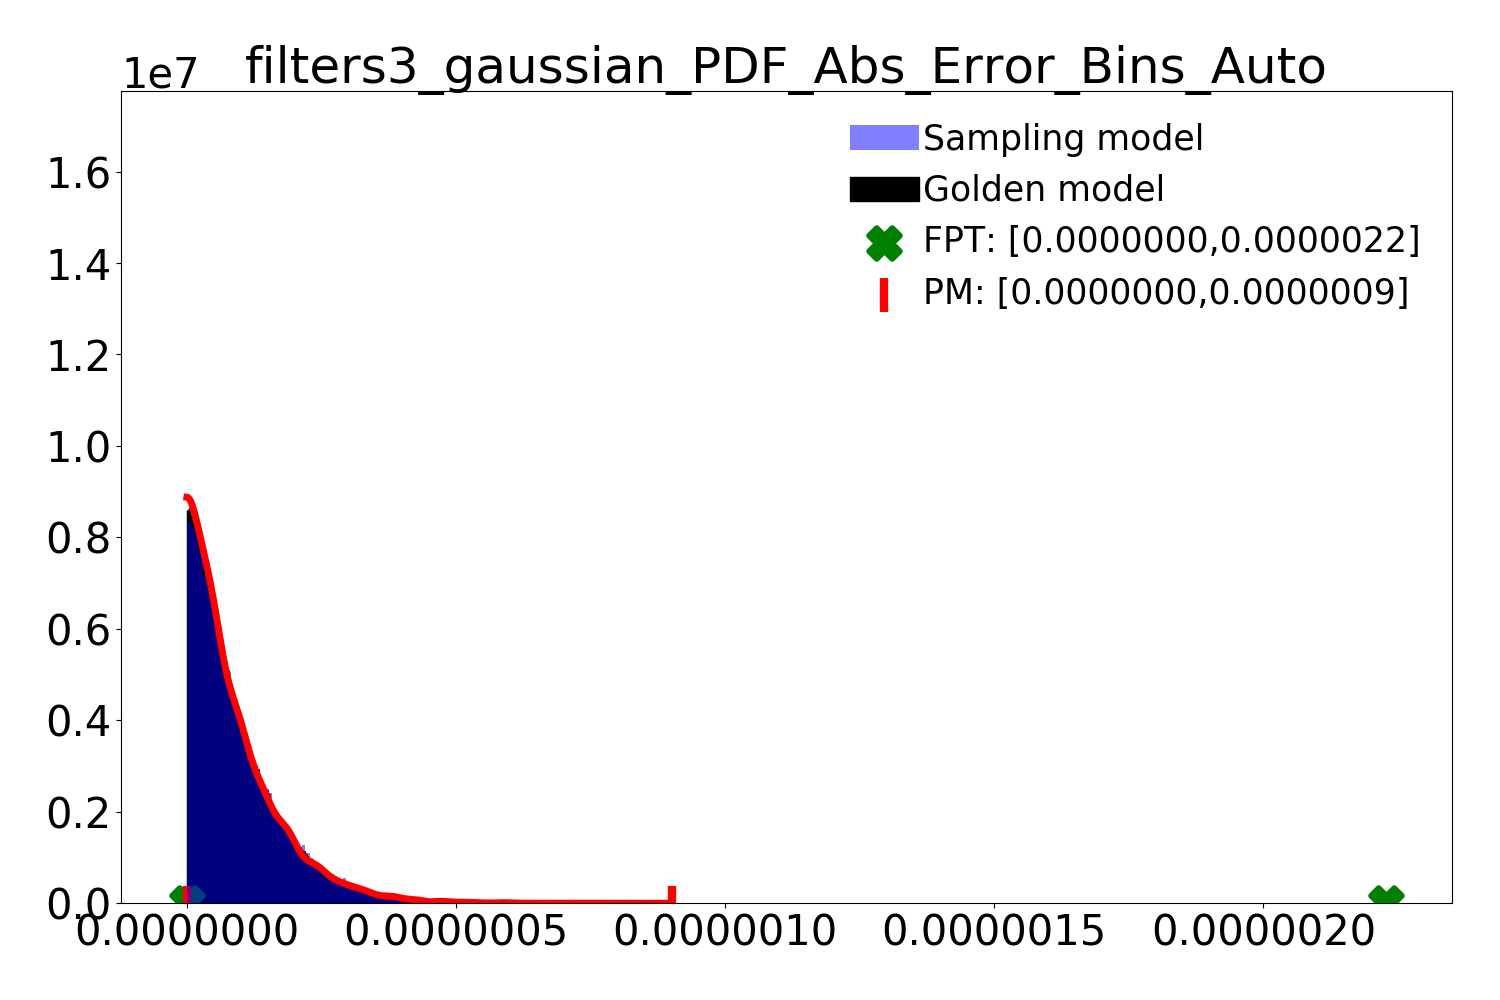 1e7 filters3_gaussian_PDF_Abs_Error_Bins_Auto
Sampling model
Golden model
FPT: [0.0000000,0.0000022]
PM: [0.0000000,0.0000009]
1.6
1.4
1.2
1.0
0.8
0.6
0.4
0.2
0.0
0.0000000 0.0000005 0.0000010 0.0000015 0.0000020